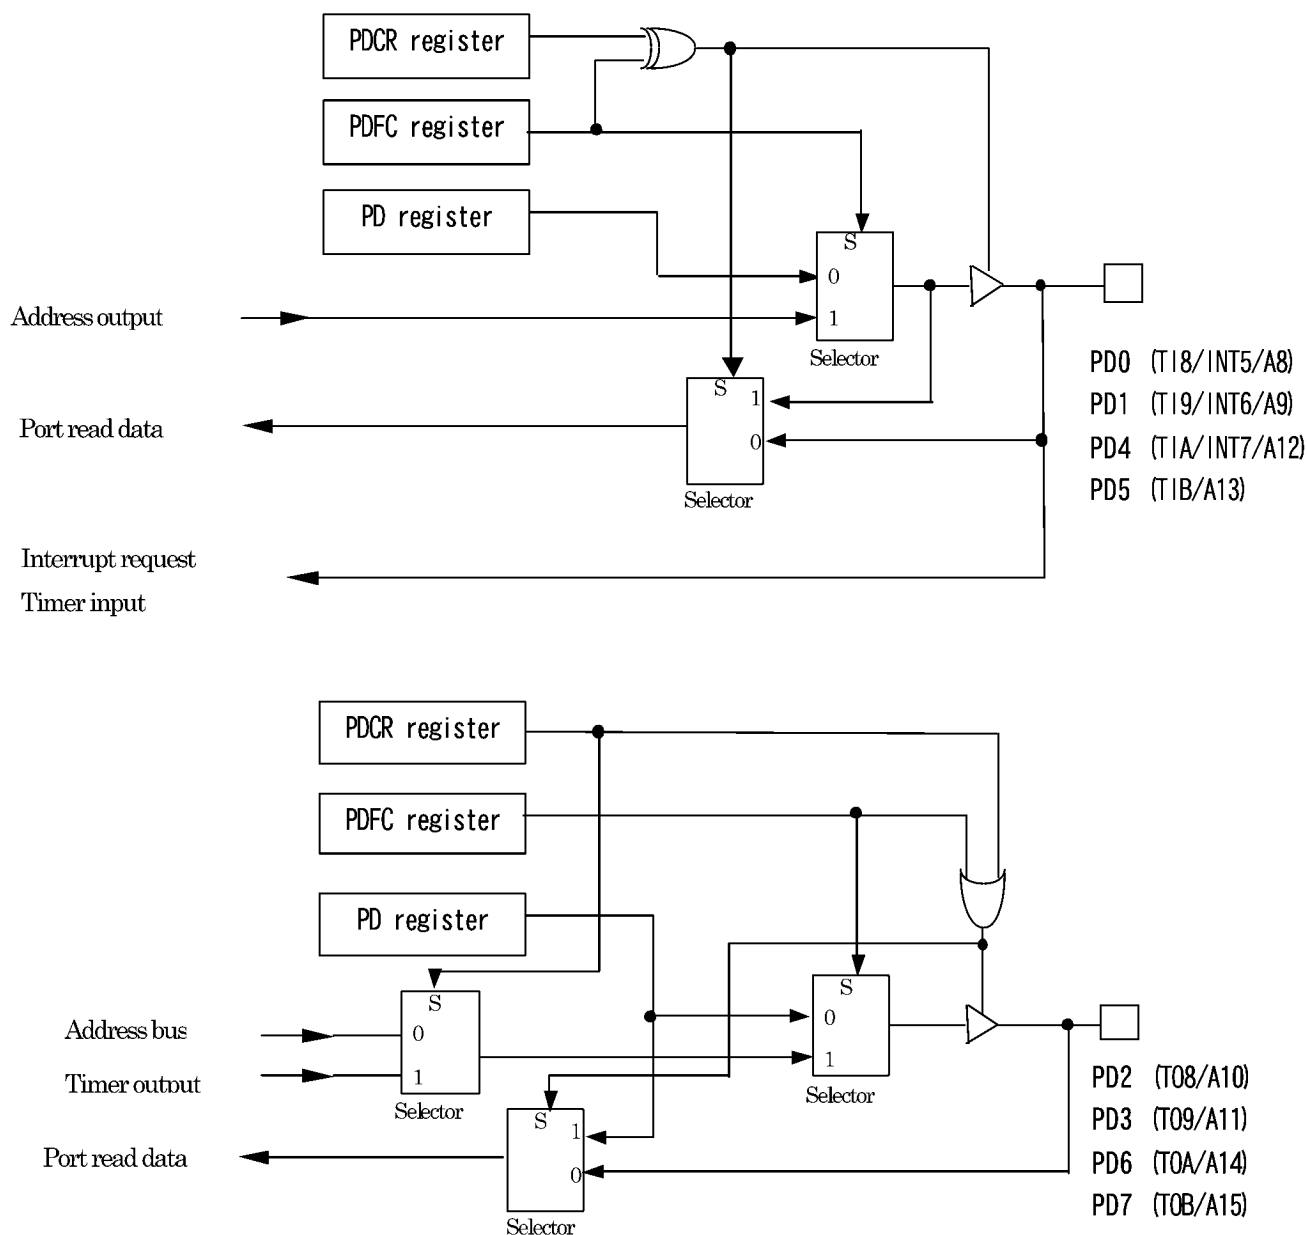 PDCR register
PDFC register
PD register
S
0
1
Selector
Address output
S
1
0
Selector
Port read data
Interrupt request
Timer input
PD0 (TI8/INT5/A8)
PD1 (TI9/INT6/A9)
PD4 (TIA/INT7/A12)
PD5 (TIB/A13)
PDCR register
PDFC register
PD register
S
0
1
Selector
Address bus
Timer output
S
0
1
Selector
S
1
0
Selector
Port read data
PD2 (TO8/A10)
PD3 (TO9/A11)
PD6 (TOA/A14)
PD7 (TOB/A15)